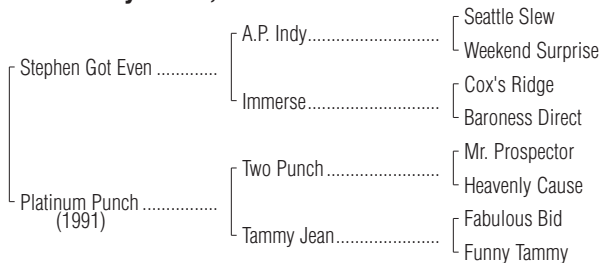 Seattle Slew
A.P. Indy........................................
Weekend Surprise
Stephen Got Even ..................
Cox's Ridge
Immerse........................................
Baroness Direct
Mr. Prospector
Two Punch ..................................
Heavenly Cause
Platinum Punch ......................
(1991)
Fabulous Bid
Tammy Jean...............................
Funny Tammy